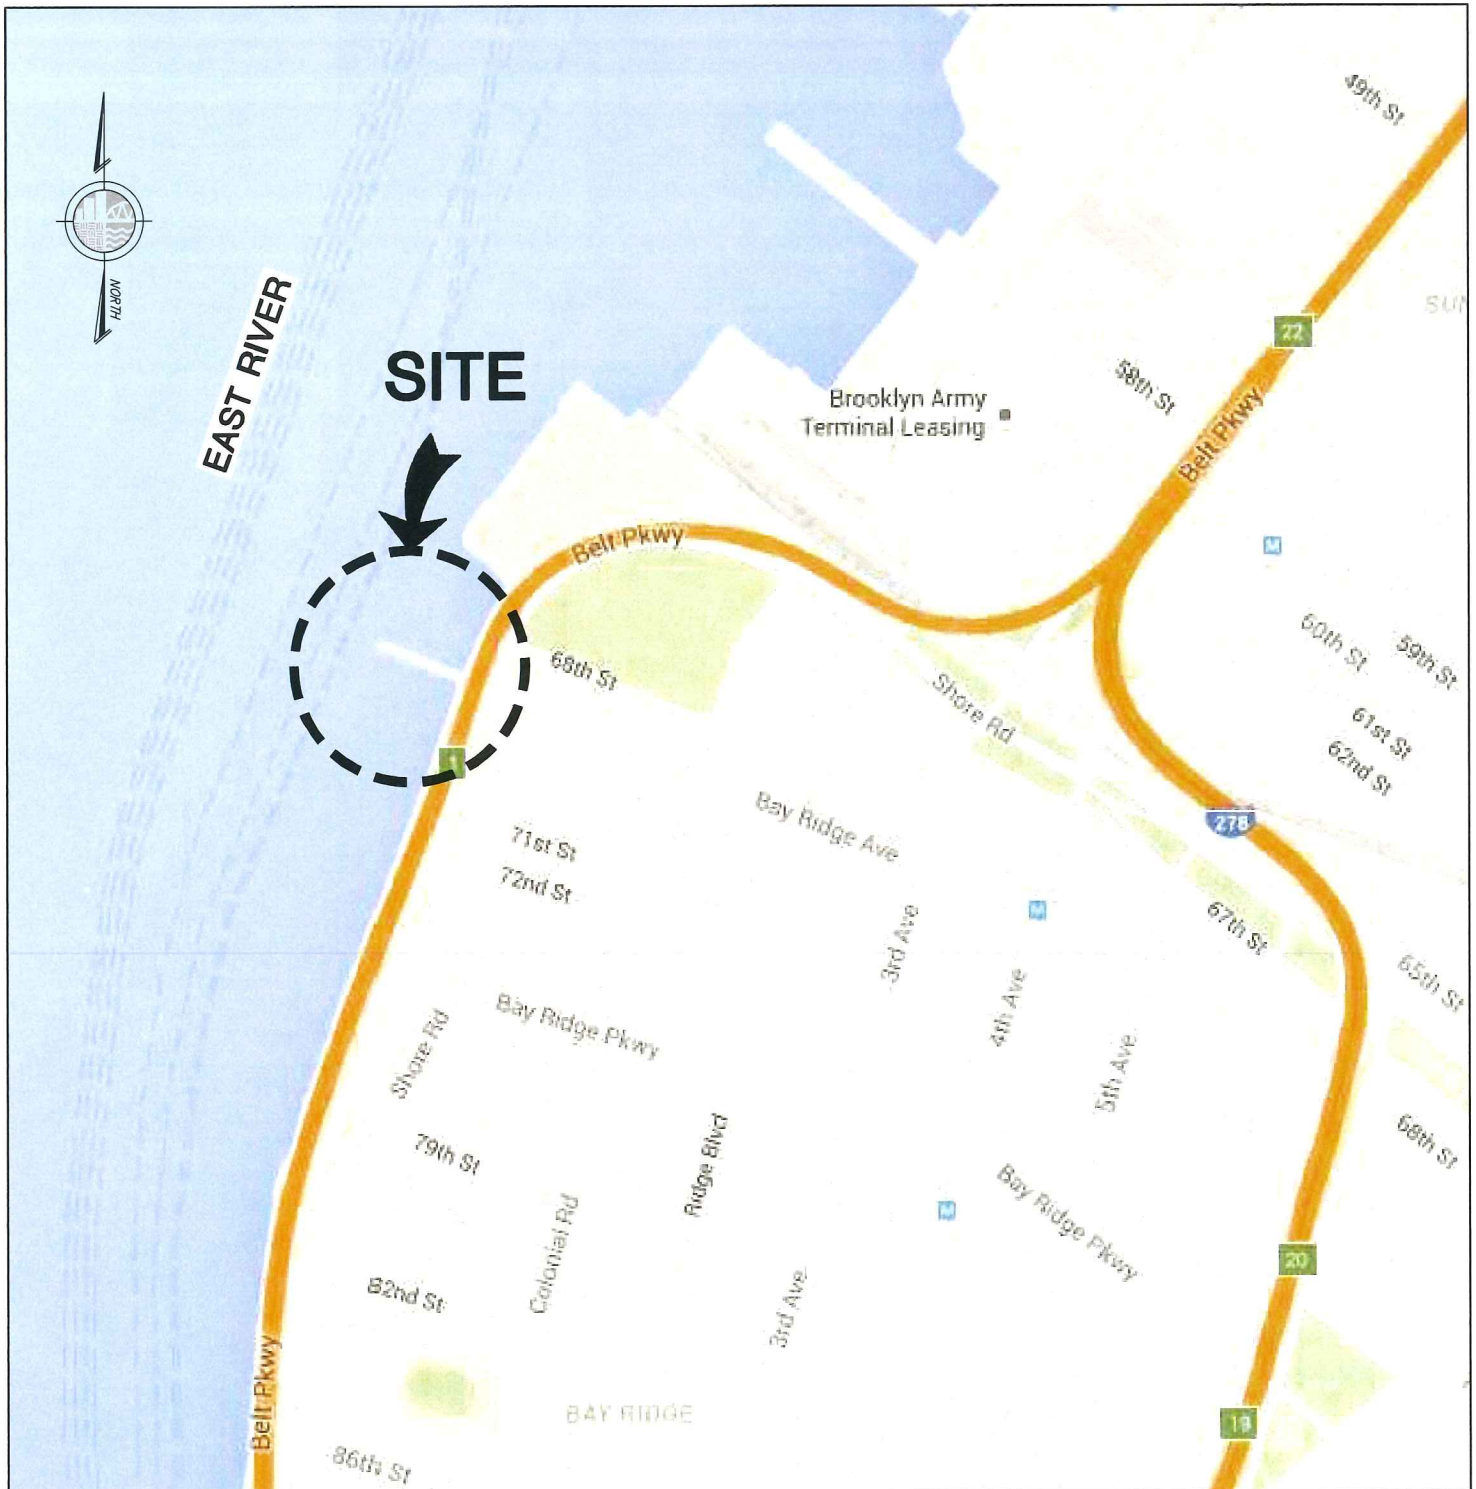 49th St
NORTH
EAST RIVER
SITE
22
58th St
Brooklyn Army
Terminal Leasing
Belt Pkwy
Belt Pkwy
M
60th St
59th St
68th St
Shore Rd
61st St
62nd St
1
278
Bay Ridge Ave
71st St
72nd St
M
3rd Ave
67th St
65th St
4th Ave
Bay Ridge Pkwy
Shore Rd
5th Ave
79th St
Ridge Blvd
68th St
Bay Ridge Pkwy
M
Colonial Rd
20
82nd St
3rd Ave
Belt Pkwy
BAY RIDGE
19
86th St